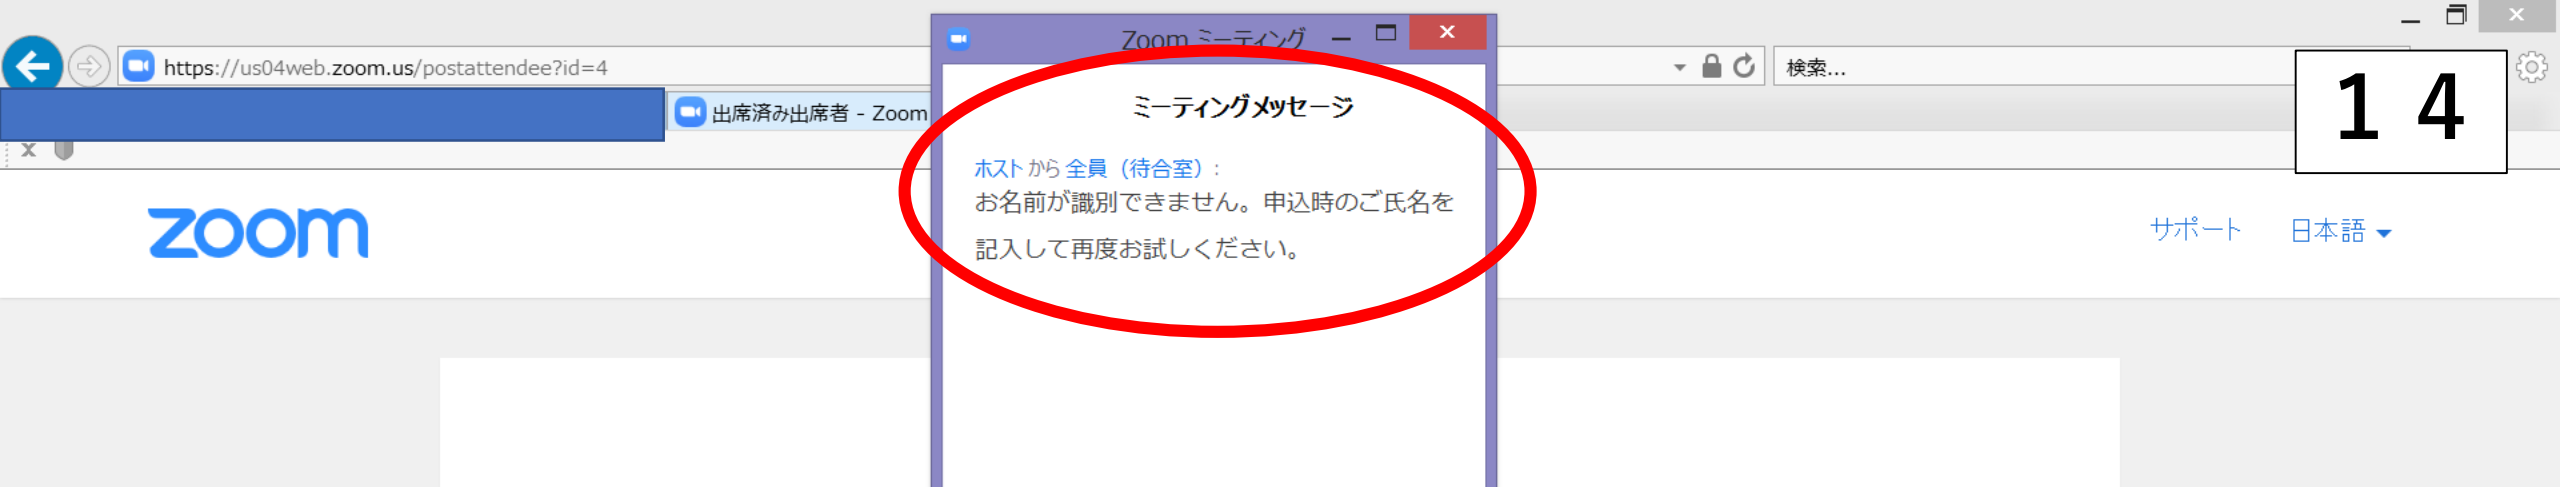 Zoom ミーティング
https://us04web.zoom.us/postattendee?id=4
検索...
14
出席済み出席者 - Zoom
ミーティングメッセージ
ホスト から 全員（待合室）:
お名前が識別できません。申込時のご氏名を
記入して再度お試しください。
zoom
サポート 日本語